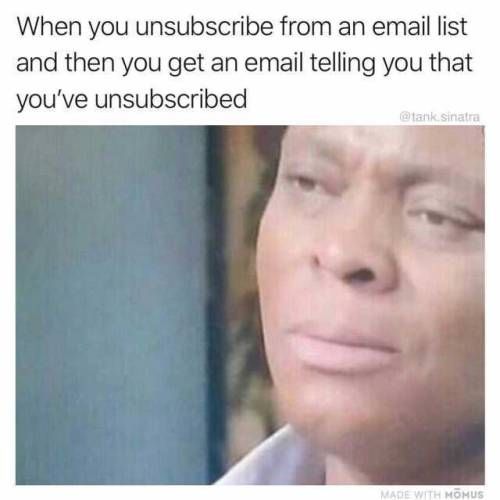 When you unsubscribe from an email list
and then you get an email telling you that
you've unsubscribed
@tank.sinatra
MADE WITH MŌMUS